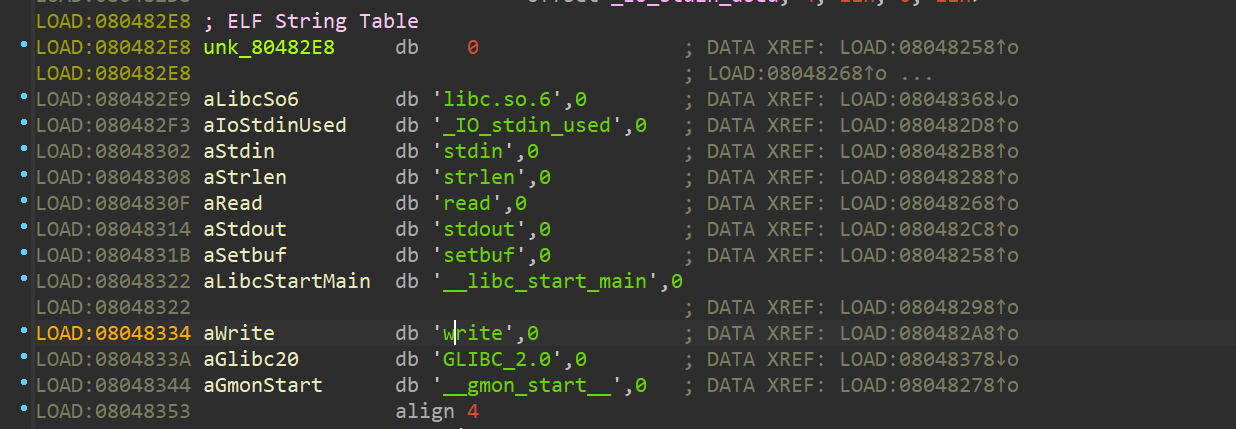 LOAD:080482E8 ; ELF String Table
LOAD:080482E8 unk_80482E8 db 0 ; DATA XREF: LOAD:08048258↑o
LOAD:080482E8 ; LOAD:08048268↑o ...
LOAD:080482E9 aLibcSo6 db 'libc.so.6',0 ; DATA XREF: LOAD:08048368↓o
LOAD:080482F3 aIoStdinUsed db '_IO_stdin_used',0 ; DATA XREF: LOAD:080482D8↑o
LOAD:08048302 aStdin db 'stdin',0 ; DATA XREF: LOAD:080482B8↑o
LOAD:08048308 aStrlen db 'strlen',0 ; DATA XREF: LOAD:08048288↑o
LOAD:0804830F aRead db 'read',0 ; DATA XREF: LOAD:08048268↑o
LOAD:08048314 aStdout db 'stdout',0 ; DATA XREF: LOAD:080482C8↑o
LOAD:0804831B aSetbuf db 'setbuf',0 ; DATA XREF: LOAD:08048258↑o
LOAD:08048322 aLibcStartMain db '__libc_start_main',0
LOAD:08048322 ; DATA XREF: LOAD:08048298↑o
LOAD:08048334 aWrite db 'write',0 ; DATA XREF: LOAD:080482A8↑o
LOAD:0804833A aGlibc20 db 'GLIBC_2.0',0 ; DATA XREF: LOAD:08048378↓o
LOAD:08048344 aGmonStart db '__gmon_start__',0 ; DATA XREF: LOAD:08048278↑o
LOAD:08048353 align 4